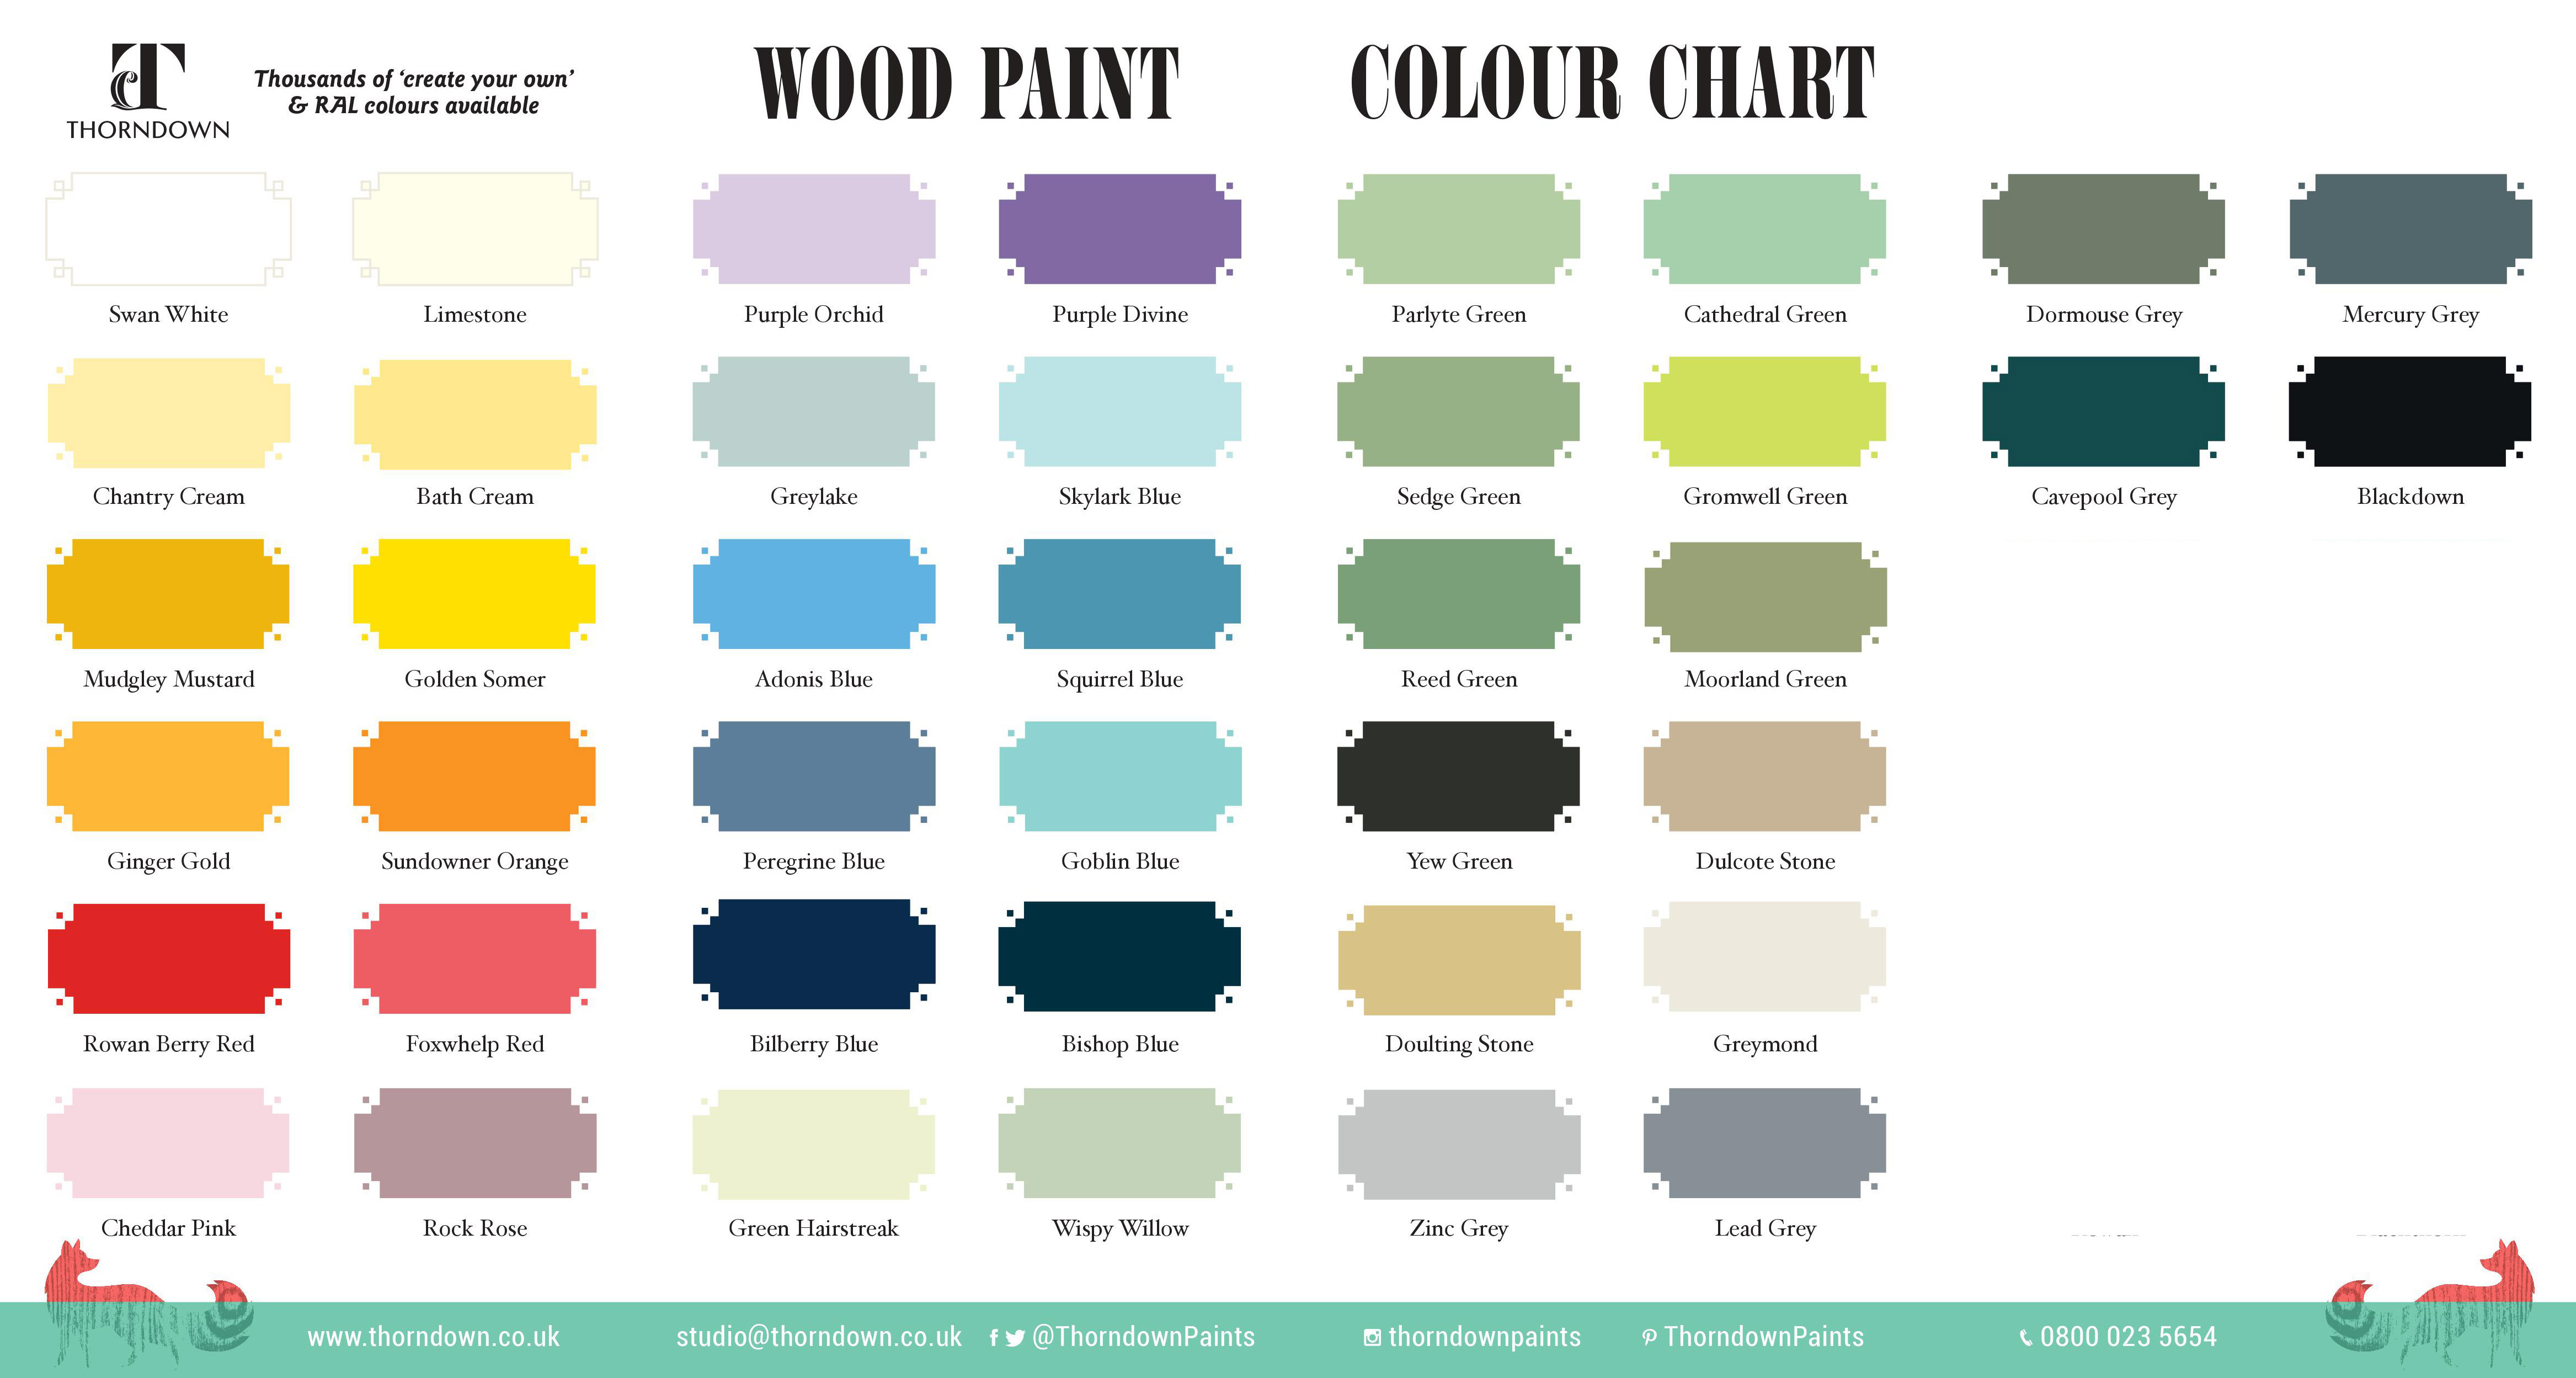 THORNDOWN
Thousands of ‘create your own’
& RAL colours available
WOOD PAINT COLOUR CHART
Swan White
Limestone
Purple Orchid
Purple Divine
Parlyte Green
Cathedral Green
Dormouse Grey
Mercury Grey
Chantry Cream
Bath Cream
Greylake
Skylark Blue
Sedge Green
Gromwell Green
Cavepool Grey
Blackdown
Mudgley Mustard
Golden Somer
Adonis Blue
Squirrel Blue
Reed Green
Moorland Green
Ginger Gold
Sundowner Orange
Peregrine Blue
Goblin Blue
Yew Green
Dulcote Stone
Rowan Berry Red
Foxwhelp Red
Bilberry Blue
Bishop Blue
Doulting Stone
Greymond
Cheddar Pink
Rock Rose
Green Hairstreak
Wispy Willow
Zinc Grey
Lead Grey
www.thorndown.co.uk
studio@thorndown.co.uk
@ThorndownPaints
thorndownpaints
ThorndownPaints
0800 023 5654